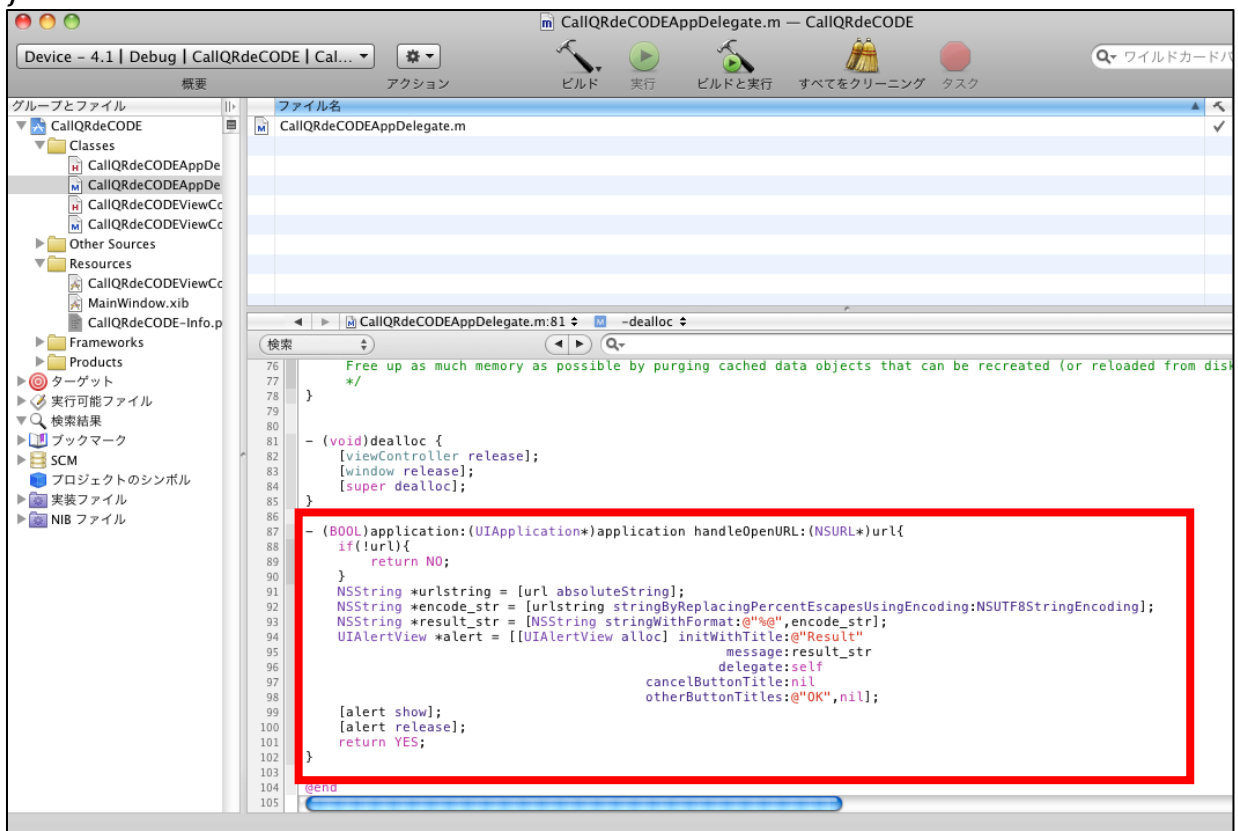 CallQRdeCODEAppDelegate.m — CallQRdeCODE
Device - 4.1 | Debug | CallQRdeCODE | Cal...
ワイルドカードパ
概要
アクション
ビルド
実行
ビルドと実行
すべてをクリーニング
タスク
グループとファイル
ファイル名
CallQRdeCODE
CallQRdeCODEAppDelegate.m
Classes
CallQRdeCODEAppDe
CallQRdeCODEAppDe
CallQRdeCODEViewCo
CallQRdeCODEViewCo
Other Sources
Resources
CallQRdeCODEViewCo
MainWindow.xib
CallQRdeCODE-Info.p
Frameworks
Products
ターゲット
実行可能ファイル
検索結果
ブックマーク
SCM
プロジェクトのシンボル
実装ファイル
NIB ファイル
CallQRdeCODEAppDelegate.m:81 -dealloc
検索
76 Free up as much memory as possible by purging cached data objects that can be recreated (or reloaded from disk
77 */
78 }
79
80
81 - (void)dealloc {
82 [viewController release];
83 [window release];
84 [super dealloc];
85 }
86
87 - (BOOL)application:(UIApplication*)application handleOpenURL:(NSURL*)url{
88 if(!url){
89 return NO;
90 }
91 NSString *urlstring = [url absoluteString];
92 NSString *encode_str = [urlstring stringByReplacingPercentEscapesUsingEncoding:NSUTF8StringEncoding];
93 NSString *result_str = [NSString stringWithFormat:@"%@",encode_str];
94 UIAlertView *alert = [[UIAlertView alloc] initWithTitle:@"Result"
95 message:result_str
96 delegate:self
97 cancelButtonTitle:nil
98 otherButtonTitles:@"OK",nil];
99 [alert show];
100 [alert release];
101 return YES;
102 }
103
104 @end
105